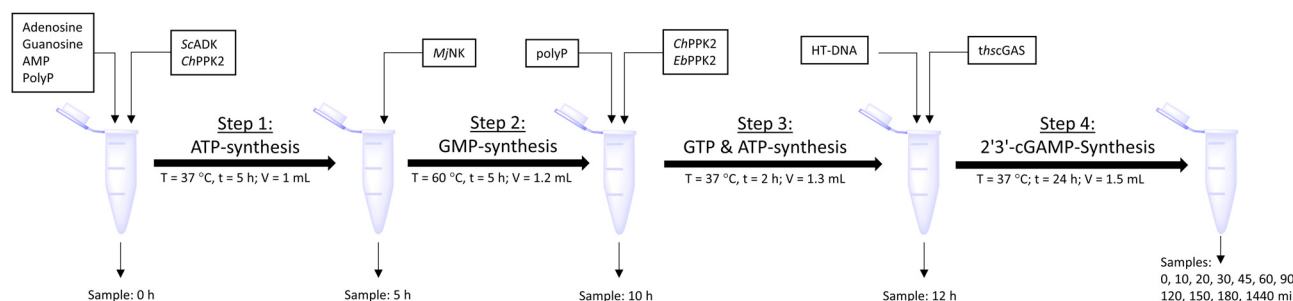 Adenosine
Guanosine
AMP
PolyP
ScADK
ChPPK2
MjNK
polyP
ChPPK2
EbPPK2
HT-DNA
thscGAS
Step 1:
ATP-synthesis
T = 37 °C, t = 5 h; V = 1 mL
Step 2:
GMP-synthesis
T = 60 °C, t = 5 h; V = 1.2 mL
Step 3:
GTP & ATP-synthesis
T = 37 °C, t = 2 h; V = 1.3 mL
Step 4:
2'3'-cGAMP-Synthesis
T = 37 °C; t = 24 h; V = 1.5 mL
Sample: 0 h
Sample: 5 h
Sample: 10 h
Sample: 12 h
Samples:
0, 10, 20, 30, 45, 60, 90
120, 150, 180, 1440 mi